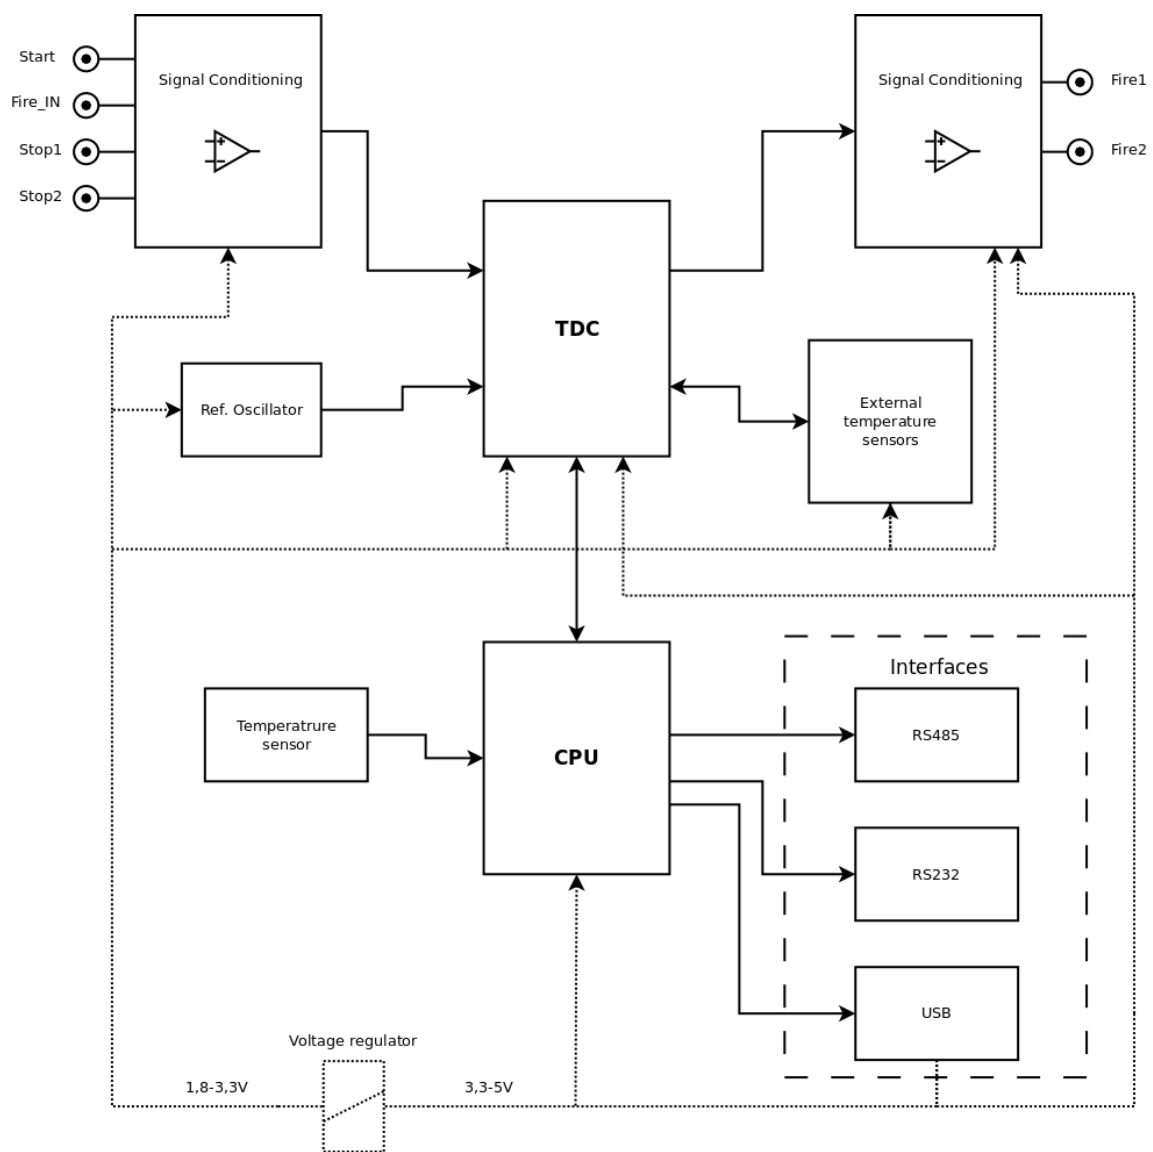 Start
Signal Conditioning
Fire_IN
Stop1
Stop2
Signal Conditioning
Fire1
Fire2
TDC
Ref. Oscillator
External
temperature
sensors
Temperatrure
sensor
CPU
Interfaces
RS485
RS232
USB
Voltage regulator
1,8-3,3V
3,3-5V